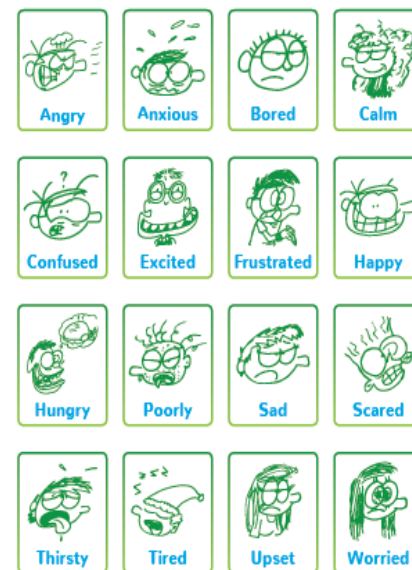 Angry Anxious Bored Calm
?
Confused Excited Frustrated Happy
Hungry Poorly Sad Scared
Thirsty Tired Upset Worried